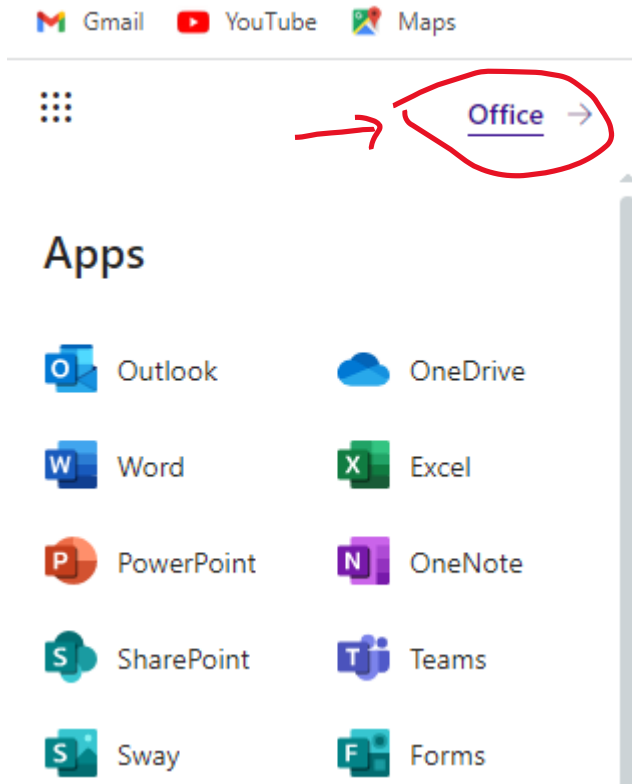 Gmail YouTube Maps
Office →
Apps
Outlook OneDrive
Word Excel
PowerPoint OneNote
SharePoint Teams
Sway Forms